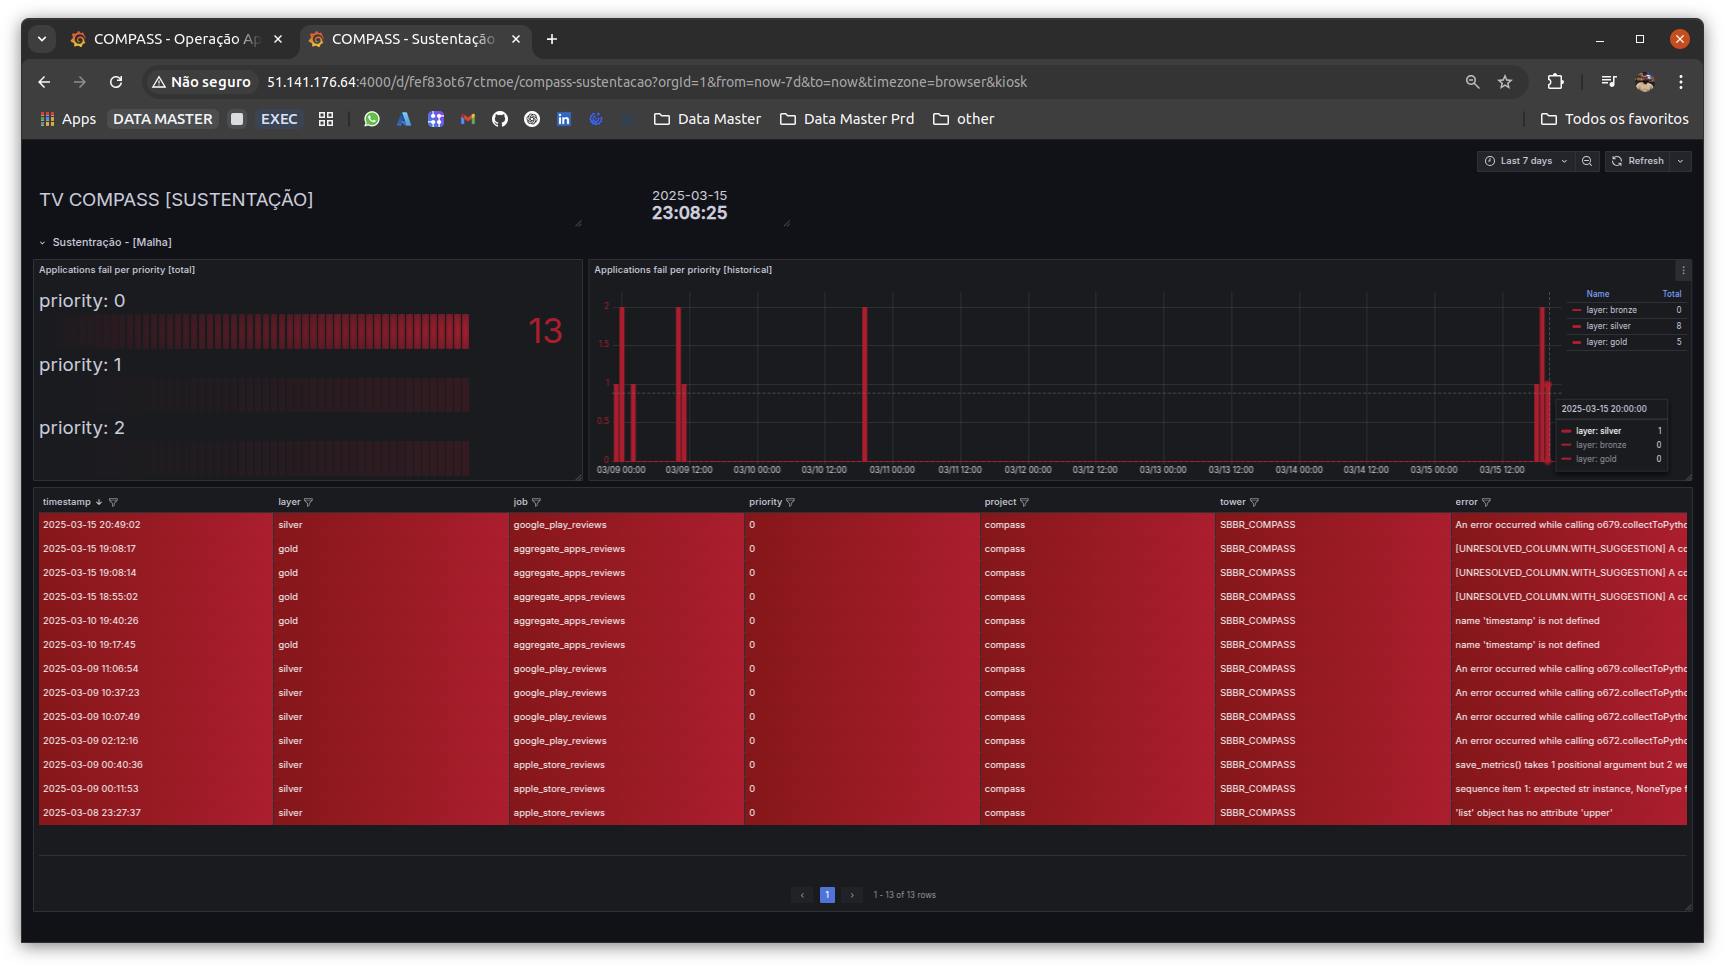 COMPASS - Operação Ap
COMPASS - Sustentação
Não seguro
51.141.176.64:4000/d/fef83ot67ctmoe/compass-sustentacao?orgId=1&from=now-7d&to=now&timezone=browser&kiosk
Apps
DATA MASTER
EXEC
Data Master
Data Master Prd
other
Todos os favoritos
Last 7 days
Refresh
TV COMPASS [SUSTENTAÇÃO]
2025-03-15
23:08:25
Sustentração - [Malha]
Applications fail per priority [total]
priority: 0
13
priority: 1
priority: 2
Applications fail per priority [historical]
2
1.5
1
0.5
0
03/09 00:00 03/09 12:00 03/10 00:00 03/10 12:00 03/11 00:00 03/11 12:00 03/12 00:00 03/12 12:00 03/13 00:00 03/13 12:00 03/14 00:00 03/14 12:00 03/15 00:00 03/15 12:00
Name Total
layer: bronze 0
layer: silver 8
layer: gold 5
2025-03-15 20:00:00
layer: silver 1
layer: bronze 0
layer: gold 0
timestamp layer job priority project tower error
2025-03-15 20:49:02 silver google_play_reviews 0 compass SBBR_COMPASS An error occurred while calling o679.collectToPytho
2025-03-15 19:08:17 gold aggregate_apps_reviews 0 compass SBBR_COMPASS [UNRESOLVED_COLUMN.WITH_SUGGESTION] A co
2025-03-15 19:08:14 gold aggregate_apps_reviews 0 compass SBBR_COMPASS [UNRESOLVED_COLUMN.WITH_SUGGESTION] A co
2025-03-15 18:55:02 gold aggregate_apps_reviews 0 compass SBBR_COMPASS [UNRESOLVED_COLUMN.WITH_SUGGESTION] A co
2025-03-10 19:40:26 gold aggregate_apps_reviews 0 compass SBBR_COMPASS name 'timestamp' is not defined
2025-03-10 19:17:45 gold aggregate_apps_reviews 0 compass SBBR_COMPASS name 'timestamp' is not defined
2025-03-09 11:06:54 silver google_play_reviews 0 compass SBBR_COMPASS An error occurred while calling o679.collectToPytho
2025-03-09 10:37:23 silver google_play_reviews 0 compass SBBR_COMPASS An error occurred while calling o672.collectToPytho
2025-03-09 10:07:49 silver google_play_reviews 0 compass SBBR_COMPASS An error occurred while calling o672.collectToPytho
2025-03-09 02:12:16 silver google_play_reviews 0 compass SBBR_COMPASS An error occurred while calling o672.collectToPytho
2025-03-09 00:40:36 silver apple_store_reviews 0 compass SBBR_COMPASS save_metrics() takes 1 positional argument but 2 we
2025-03-09 00:11:53 silver apple_store_reviews 0 compass SBBR_COMPASS sequence item 1: expected str instance, NoneType f
2025-03-08 23:27:37 silver apple_store_reviews 0 compass SBBR_COMPASS 'list' object has no attribute 'upper'
1
1 - 13 of 13 rows